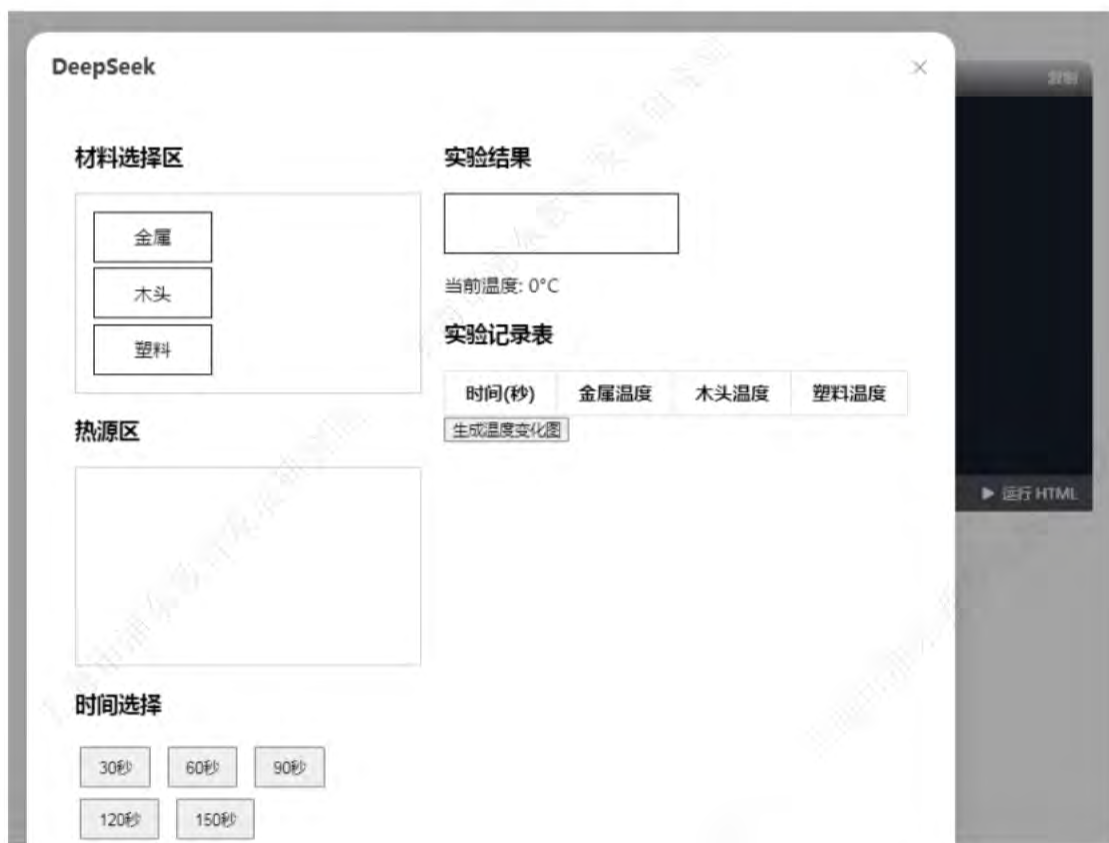 DeepSeek
×
复制
材料选择区
金属
木头
塑料
热源区
时间选择
30秒 60秒 90秒
120秒 150秒
实验结果
当前温度: 0°C
实验记录表
时间(秒) 金属温度 木头温度 塑料温度
生成温度变化图
▶ 运行 HTML